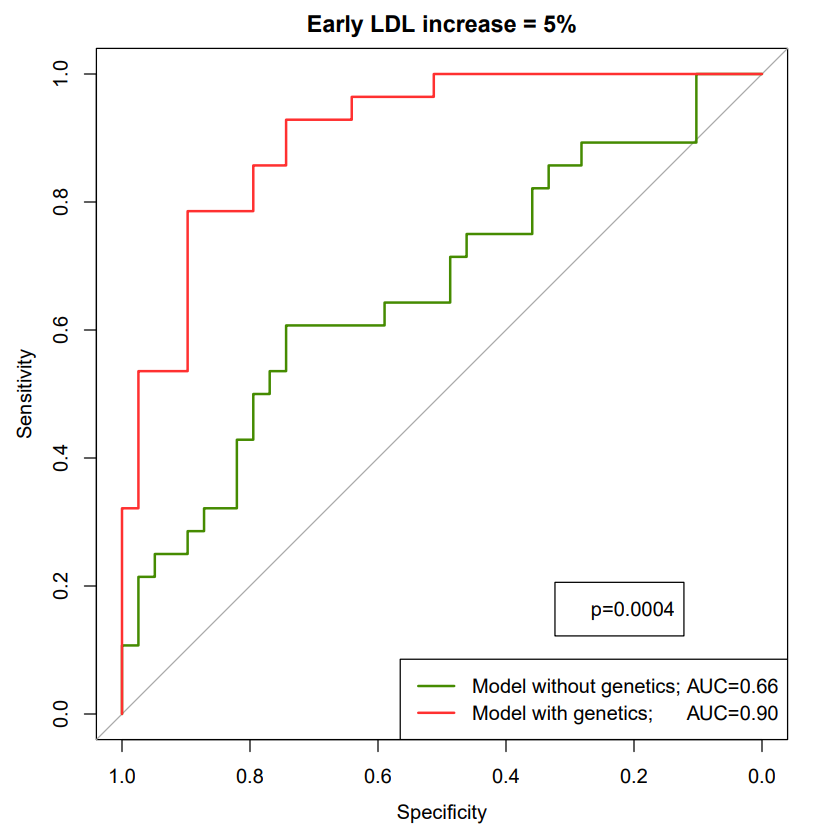 Early LDL increase = 5%
Sensitivity
1.0
0.8
0.6
0.4
0.2
0.0
p=0.0004
Model without genetics; AUC=0.66
Model with genetics; AUC=0.90
1.0 0.8 0.6 0.4 0.2 0.0
Specificity